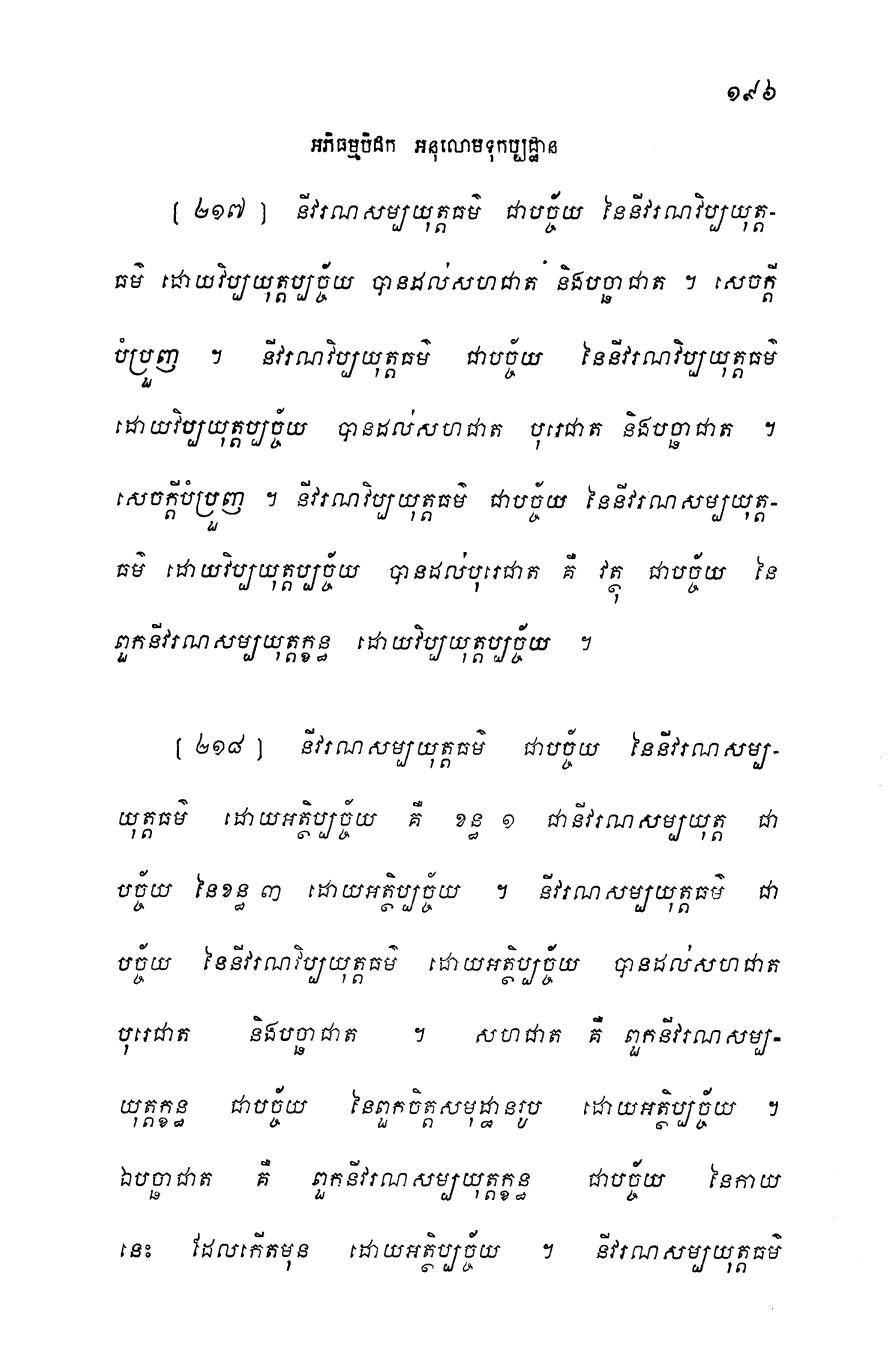 ១៩៦
អភិធម្មបិដក អនុលោមទុកប្បដ្ឋាន
[ ២១៧ ] នីវរណសម្បយុត្តធម៌ ជាបច្ច័យ នៃនីវរណវិប្បយុត្ត-
ធម៌ ដោយវិប្បយុត្តប្បច្ច័យ បានដល់សហជាត និងបច្ឆាជាត ។ សេចក្តី
បំប្រួញ ។ នីវរណវិប្បយុត្តធម៌ ជាបច្ច័យ នៃនីវរណវិប្បយុត្តធម៌
ដោយវិប្បយុត្តប្បច្ច័យ បានដល់សហជាត បុរេជាត និងបច្ឆាជាត ។
សេចក្តីបំប្រួញ ។ នីវរណវិប្បយុត្តធម៌ ជាបច្ច័យ នៃនីវរណសម្បយុត្ត-
ធម៌ ដោយវិប្បយុត្តប្បច្ច័យ បានដល់បុរេជាត គឺ វត្ថុ ជាបច្ច័យ នៃ
ពួកនីវរណសម្បយុត្តក្ខន្ធ ដោយវិប្បយុត្តប្បច្ច័យ ។
[ ២១៨ ] នីវរណសម្បយុត្តធម៌ ជាបច្ច័យ នៃនីវរណសម្ប-
យុត្តធម៌ ដោយអត្ថិប្បច្ច័យ គឺ ខន្ធ ១ ជានីវរណសម្បយុត្ត ជា
បច្ច័យ នៃខន្ធ ៣ ដោយអត្ថិប្បច្ច័យ ។ នីវរណសម្បយុត្តធម៌ ជា
បច្ច័យ នៃនីវរណវិប្បយុត្តធម៌ ដោយអត្ថិប្បច្ច័យ បានដល់សហជាត
បុរេជាត និងបច្ឆាជាត ។ សហជាត គឺ ពួកនីវរណសម្ប-
យុត្តក្ខន្ធ ជាបច្ច័យ នៃពួកចិត្តសមុដ្ឋានរូប ដោយអត្ថិប្បច្ច័យ ។
ឯបច្ឆាជាត គឺ ពួកនីវរណសម្បយុត្តក្ខន្ធ ជាបច្ច័យ នៃកាយ
នេះ ដែលកើតមុន ដោយអត្ថិប្បច្ច័យ ។ នីវរណសម្បយុត្តធម៌